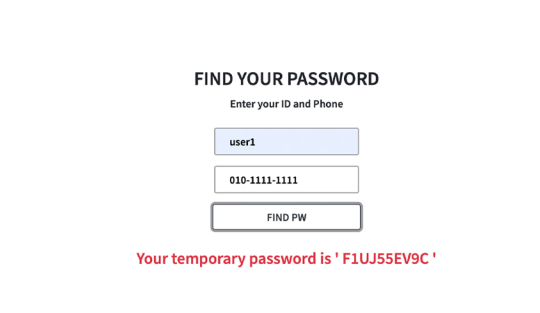 FIND YOUR PASSWORD
Enter your ID and Phone
user1
010-1111-1111
FIND PW
Your temporary password is ' F1UJ55EV9C '